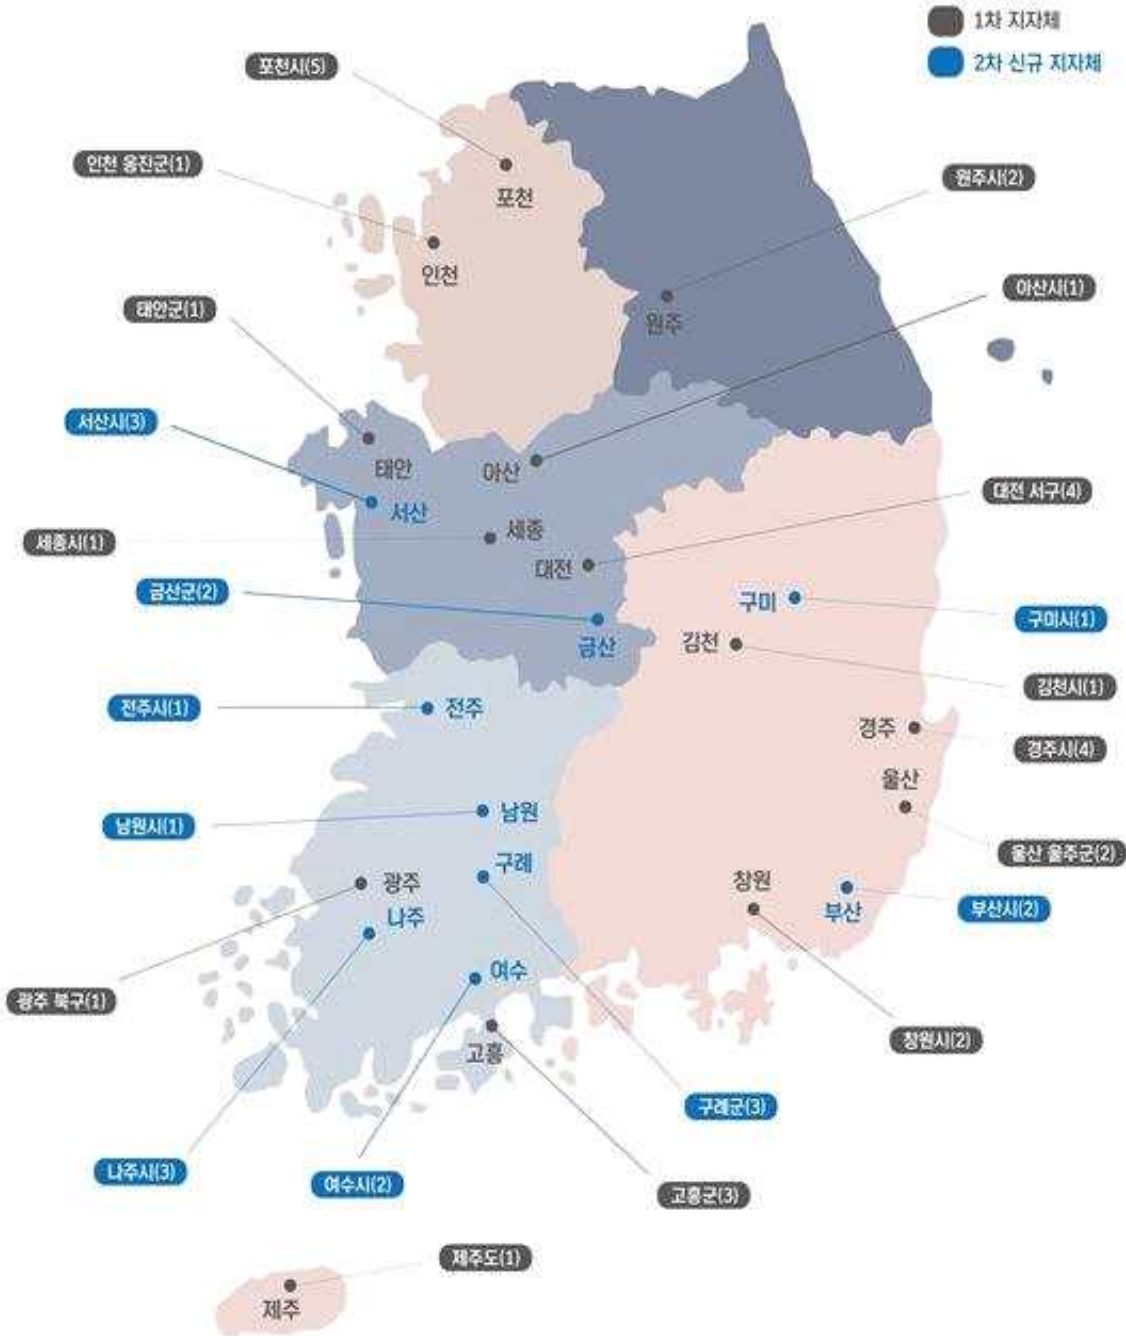 1차 지자체
2차 신규 지자체
포천시(5)
인천 옹진군(1)
포천
원주시(2)
인천
아산시(1)
태안군(1)
원주
서산시(3)
태안
아산
대전 서구(4)
서산
세종시(1)
세종
대전
금산군(2)
구미
구미시(1)
금산
김천
김천시(1)
전주시(1)
전주
경주
경주시(4)
울산
남원시(1)
남원
울산 울주군(2)
구례
광주
창원
부산
부산시(2)
나주
여수
광주 북구(1)
고흥
창원시(2)
구례군(3)
나주시(3)
여수시(2)
고흥군(3)
제주도(1)
제주